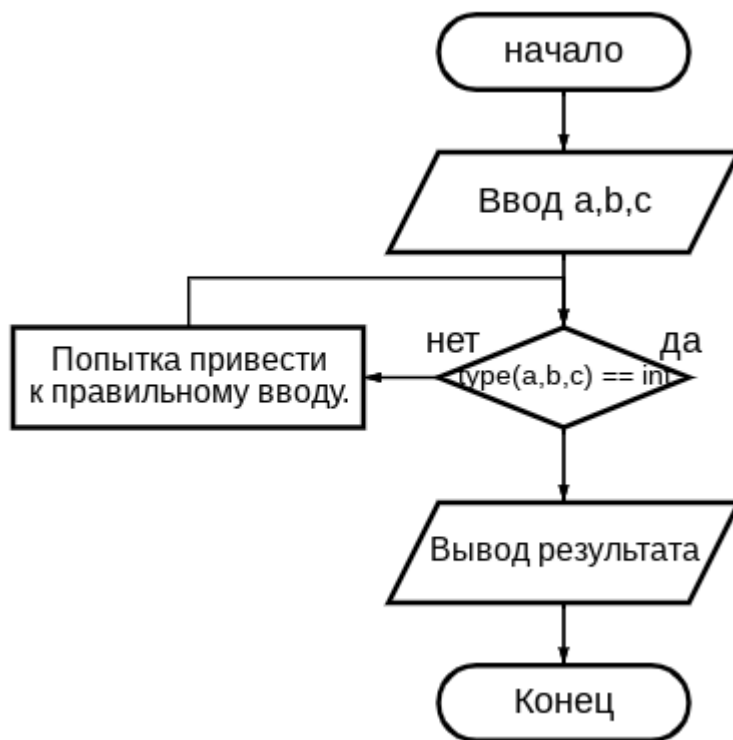 начало
Ввод a,b,c
нет
да
type(a,b,c) == int
Попытка привести
к правильному вводу.
Вывод результата
Конец